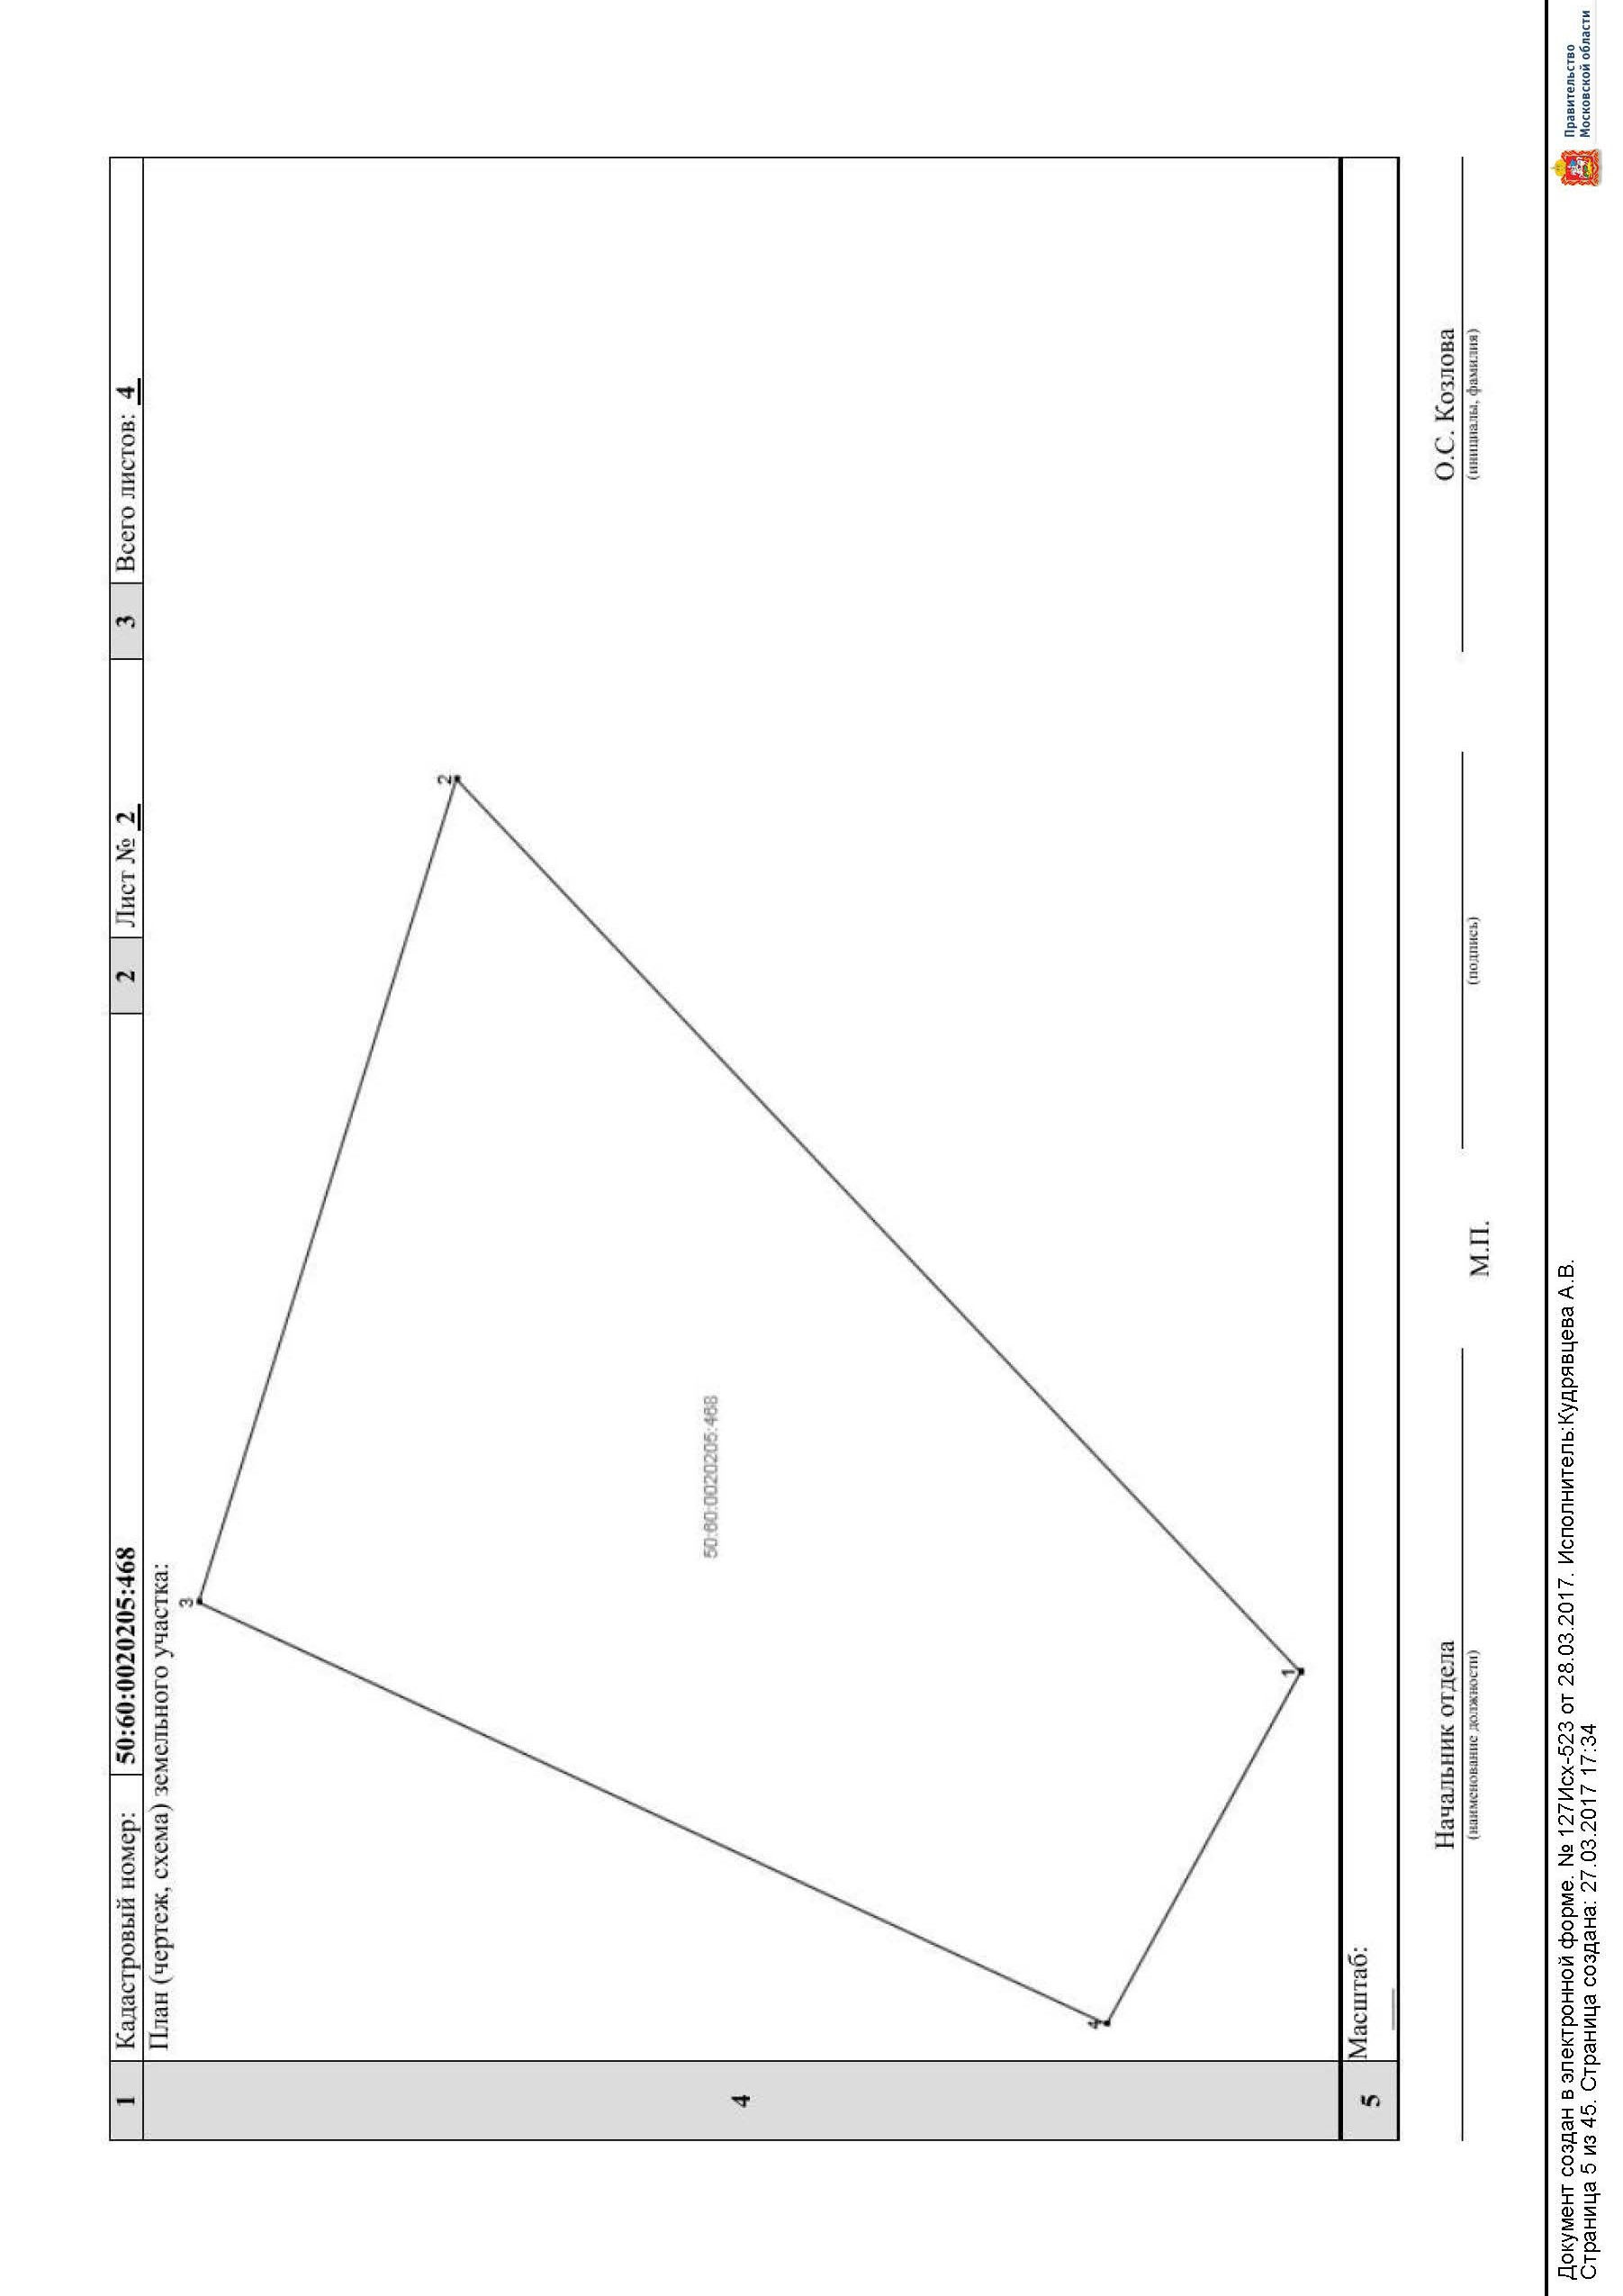 1 Кадастровый номер: 50:60:0020205:468 2 Лист № 2 3 Всего листов: 4
План (чертеж, схема) земельного участка:
3
2
4
50:60:0020205:468
4
1
5 Масштаб:
Начальник отдела О.С. Козлова
(наименование должности) М.П. (подпись) (инициалы, фамилия)
Документ создан в электронной форме. № 127Исх-523 от 28.03.2017. Исполнитель:Кудрявцева А.В.
Страница 5 из 45. Страница создана: 27.03.2017 17:34
Правительство
Московской области